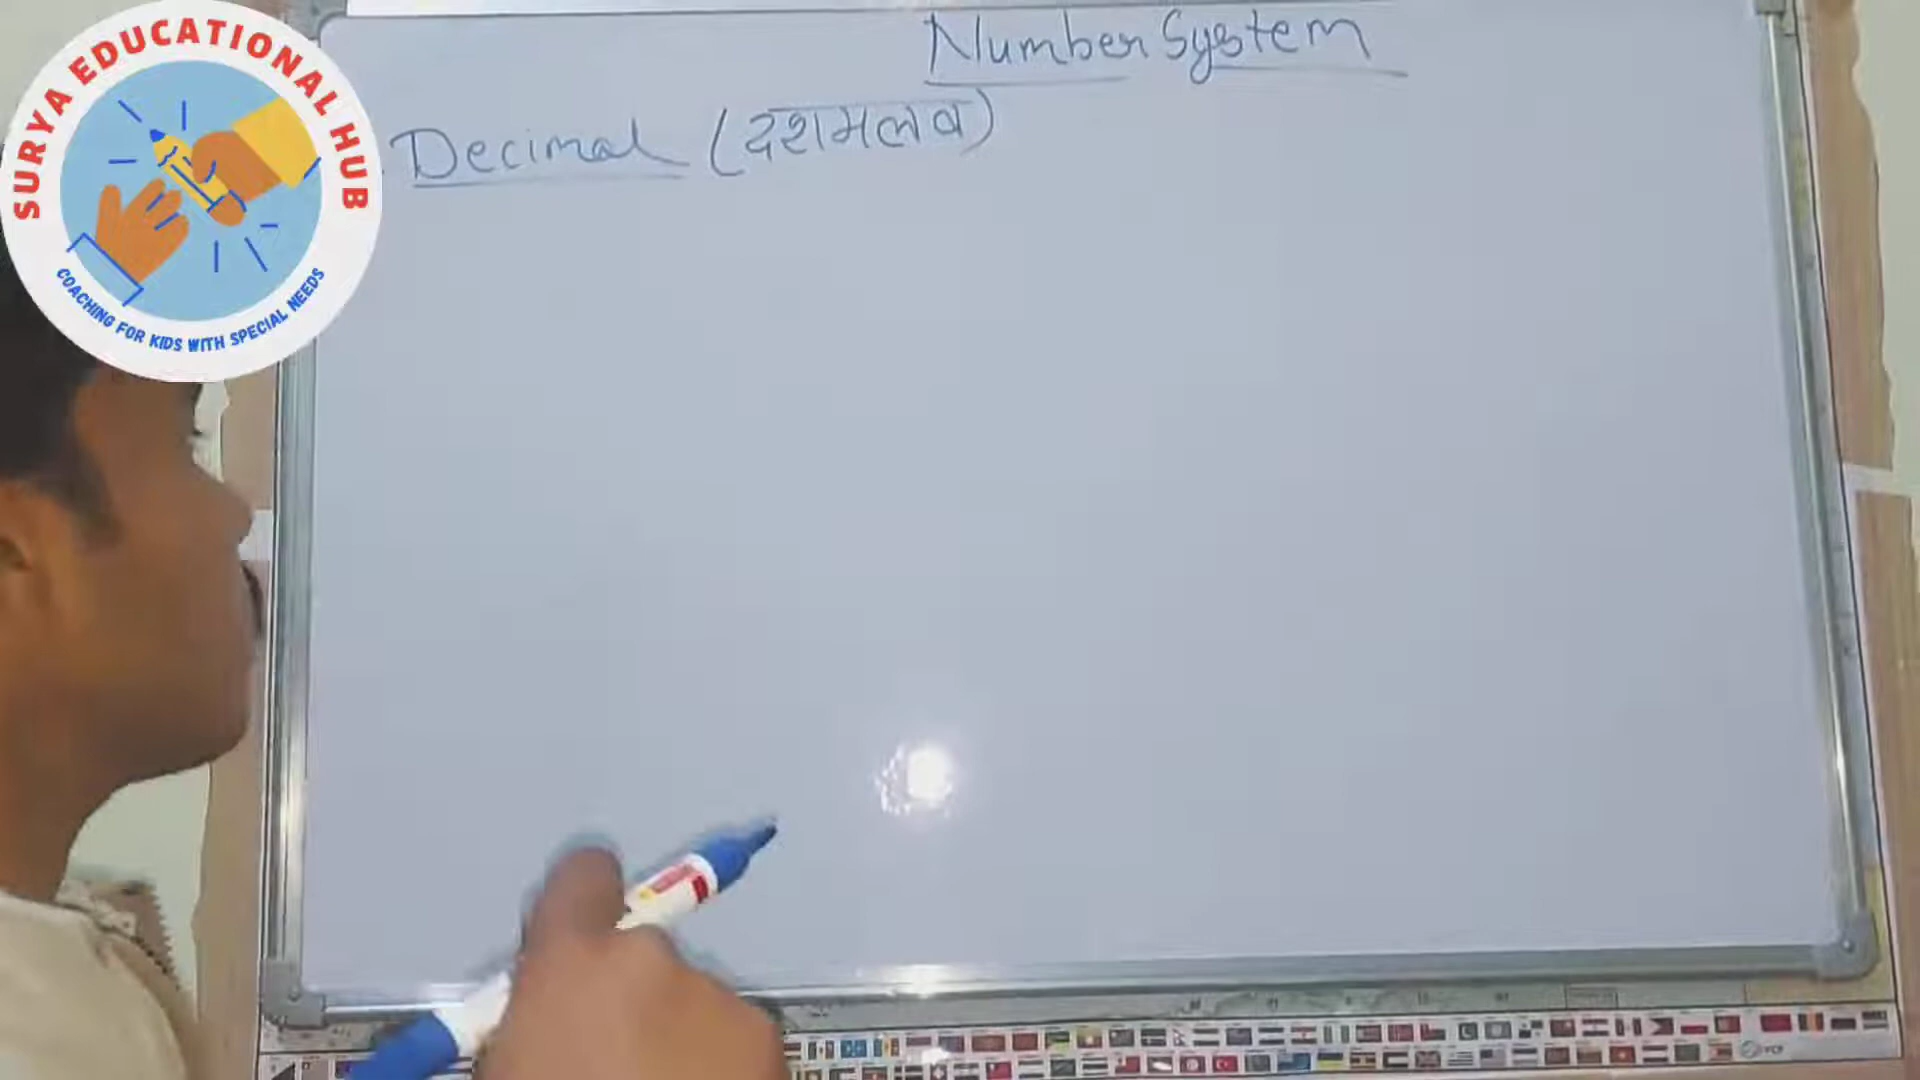 SURYA EDUCATIONAL HUB
COACHING FOR KIDS WITH SPECIAL NEEDS
Number System
Decimal (दशमलव)